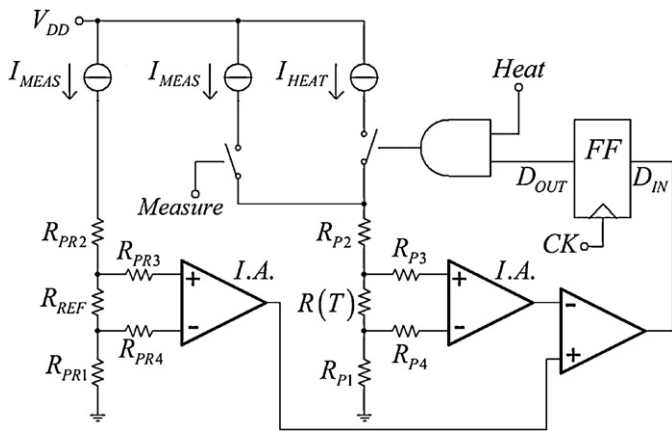 V_DD
I_MEAS
I_MEAS
I_HEAT
Heat
FF
D_OUT
D_IN
Measure
CK
R_PR2
R_PR3
I.A.
R_P2
R_P3
I.A.
+
+
R_REF
R(T)
-
-
-
R_PR4
R_P4
+
R_PR1
R_P1